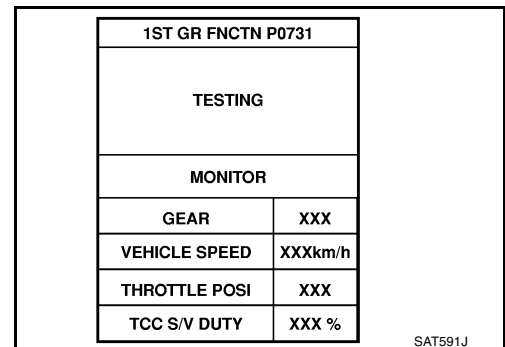 1ST GR FNCTN P0731
TESTING
MONITOR
GEAR XXX
VEHICLE SPEED XXXkm/h
THROTTLE POSI XXX
TCC S/V DUTY XXX %
SAT591J